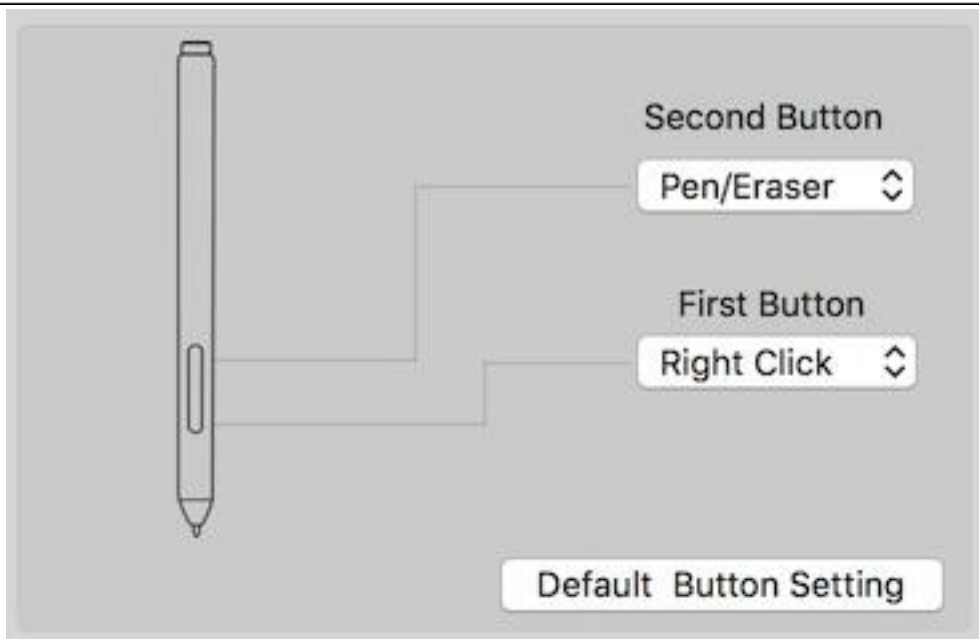 Second Button
Pen/Eraser
First Button
Right Click
Default Button Setting